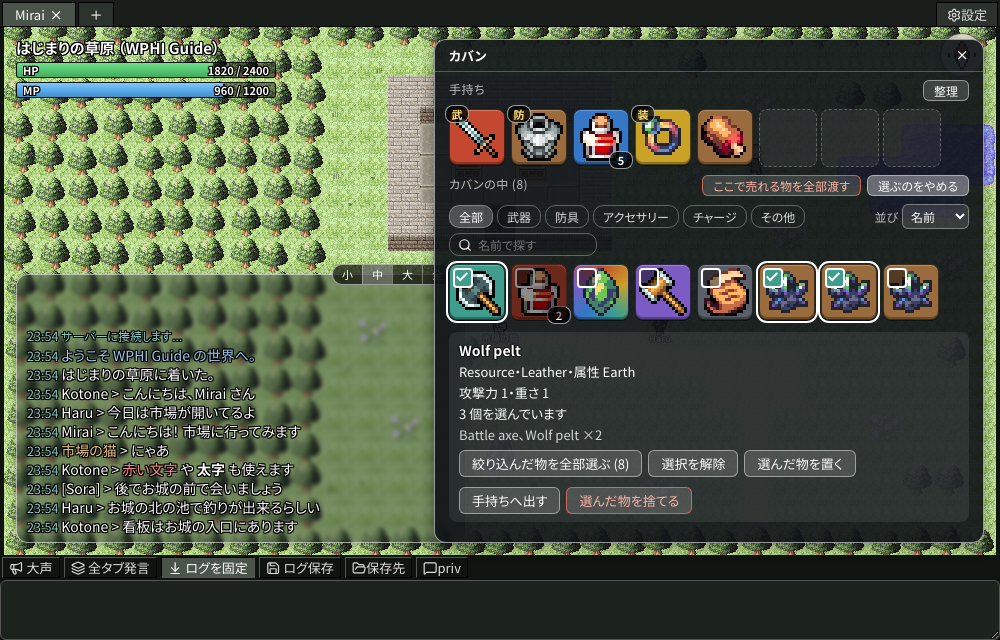 Mirai ×
+
設定
はじまりの草原 (WPHI Guide)
HP 1820 / 2400
MP 960 / 1200
カバン
×
手持ち
整理
武
防
5
装
カバンの中 (8)
ここで売れる物を全部渡す
選ぶのをやめる
全部 武器 防具 アクセサリー チャージ その他
並び 名前
名前で探す
2
小 中 大
Wolf pelt
Resource・Leather・属性 Earth
攻撃力 1・重さ 1
3 個を選んでいます
Battle axe、Wolf pelt ×2
絞り込んだ物を全部選ぶ (8) 選択を解除 選んだ物を置く
手持ちへ出す 選んだ物を捨てる
23:54 サーバーに接続します...
23:54 ようこそ WPHI Guide の世界へ。
23:54 はじまりの草原に着いた。
23:54 Kotone > こんにちは、Mirai さん
23:54 Haru > 今日は市場が開いてるよ
23:54 Mirai > こんにちは! 市場に行ってみます
23:54 市場の猫 > にゃあ
23:54 Kotone > 赤い文字 や 太字 も使えます
23:54 [Sora] > 後でお城の前で会いましょう
23:54 Haru > お城の北の池で釣りが出来るらしい
23:54 Kotone > 看板はお城の入口にあります
大声 全タブ発言 ログを固定 ログ保存 保存先 priv